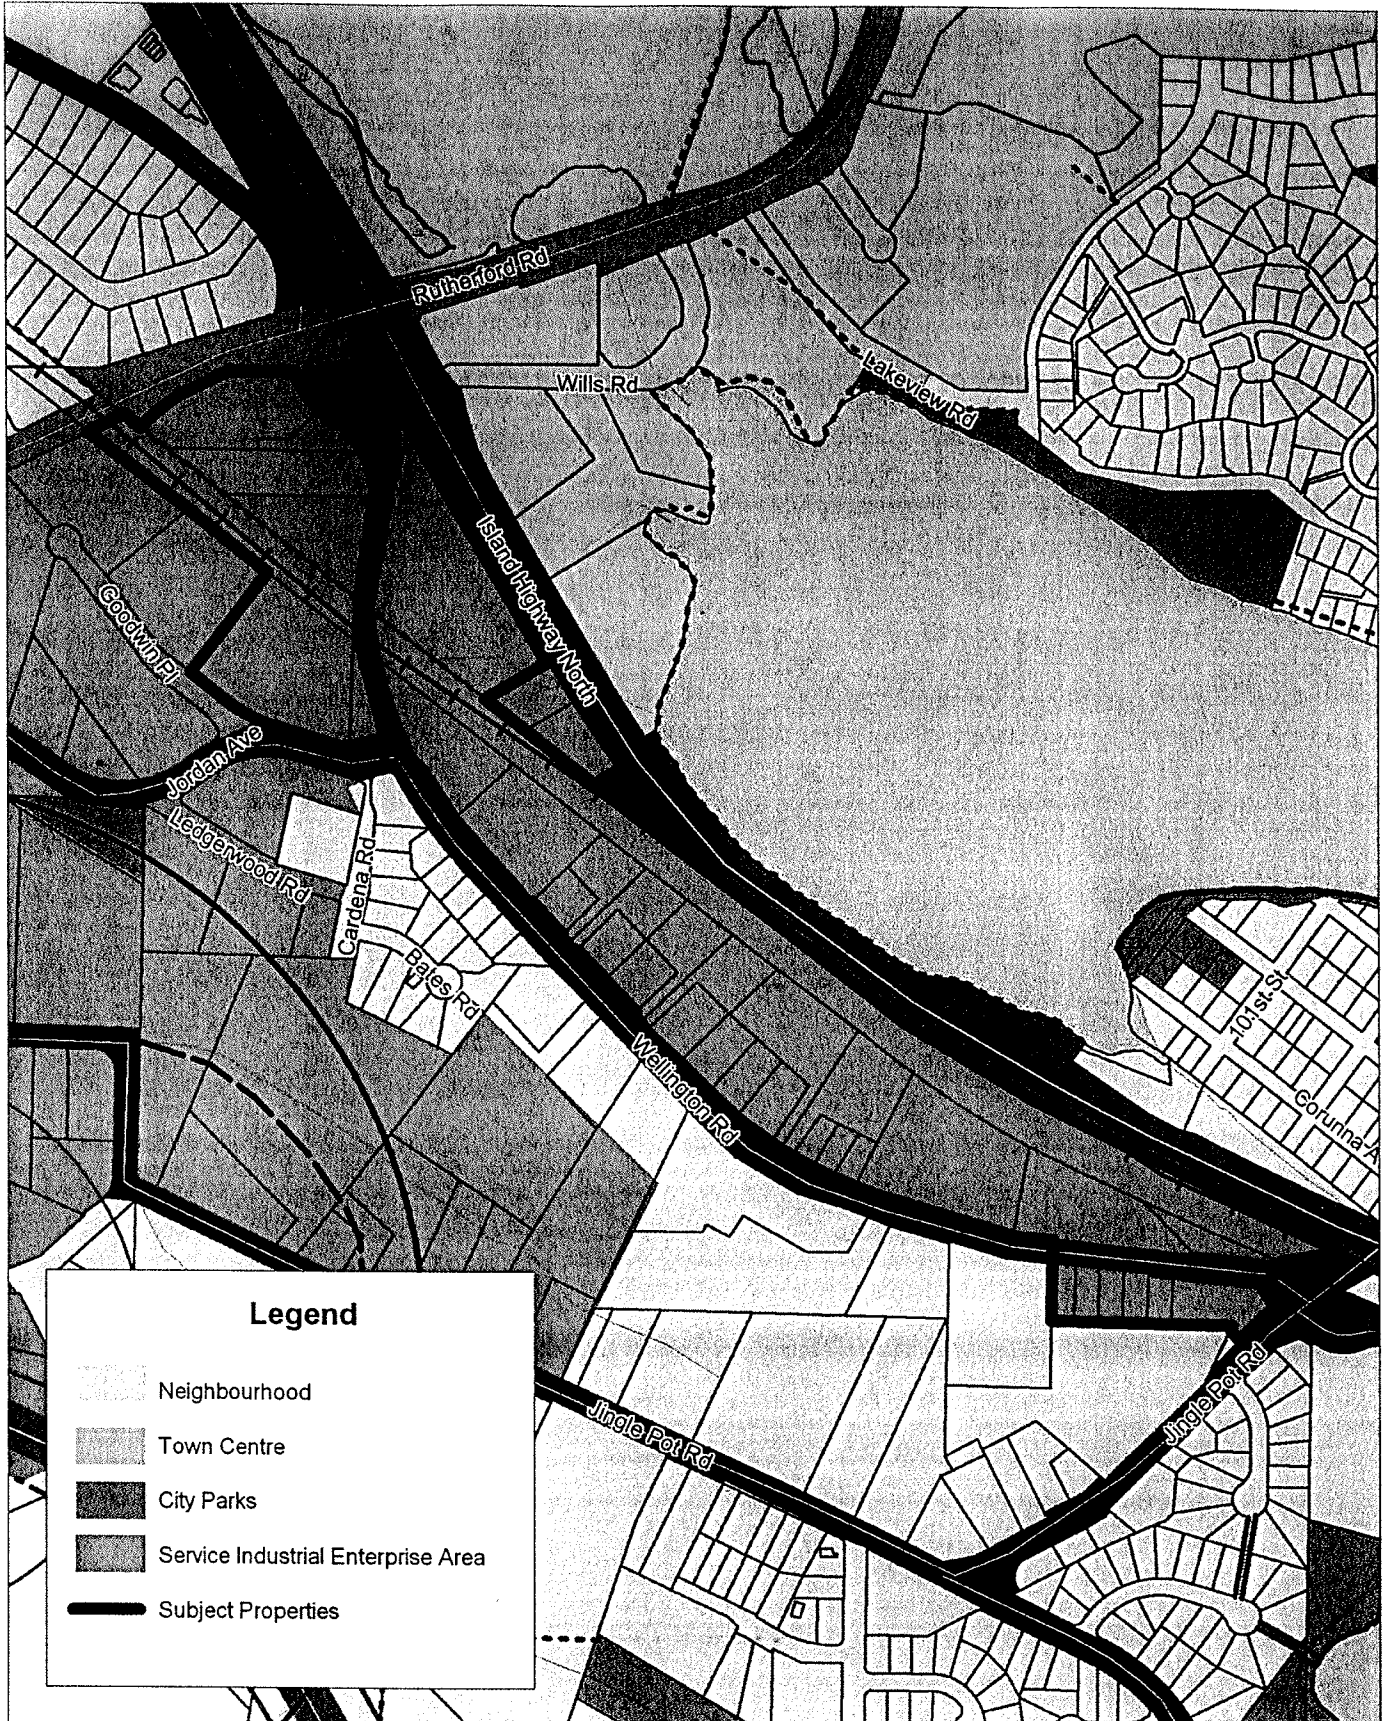 Rutherford Rd
Wills Rd
Lakeview Rd
Island Highway North
Goodwin Pl
Jordan Ave
Ledgerwood Rd
Cardena Rd
Bates Rd
Wellington Rd
101st St
Corunna A
Jingle Pot Rd
Jingle Pot Rd
Legend
Neighbourhood
Town Centre
City Parks
Service Industrial Enterprise Area
Subject Properties